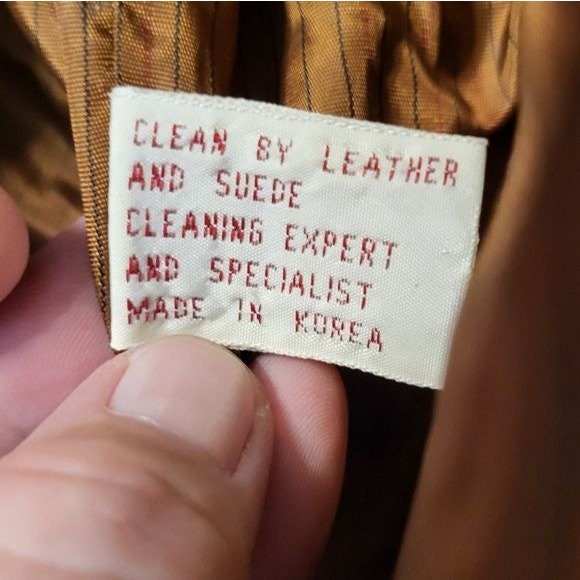 CLEAN BY LEATHER
AND SUEDE
CLEANING EXPERT
AND SPECIALIST
MADE IN KOREA